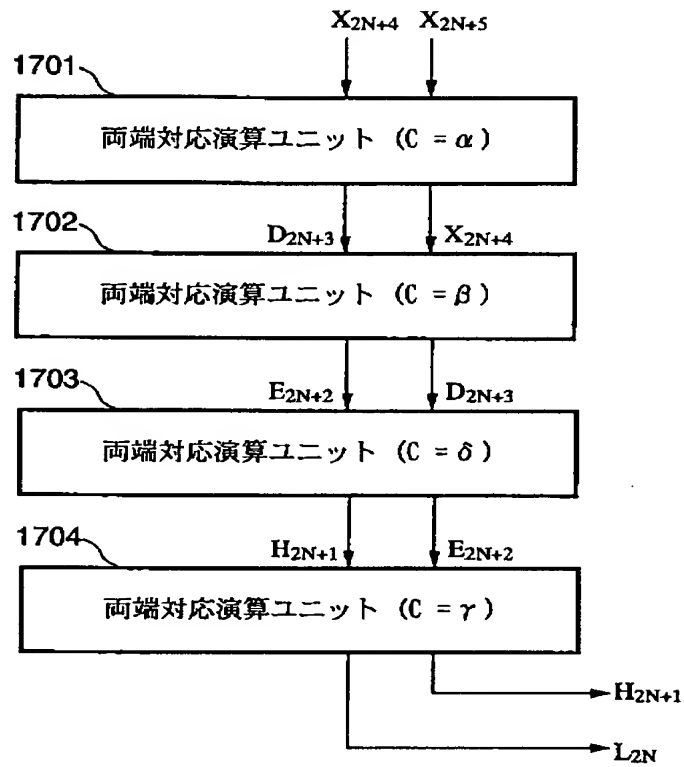 X2N+4 X2N+5
1701
両端対応演算ユニット (C = α)
1702
D2N+3 X2N+4
両端対応演算ユニット (C = β)
1703
E2N+2 D2N+3
両端対応演算ユニット (C = δ)
1704
H2N+1 E2N+2
両端対応演算ユニット (C = γ)
H2N+1
L2N